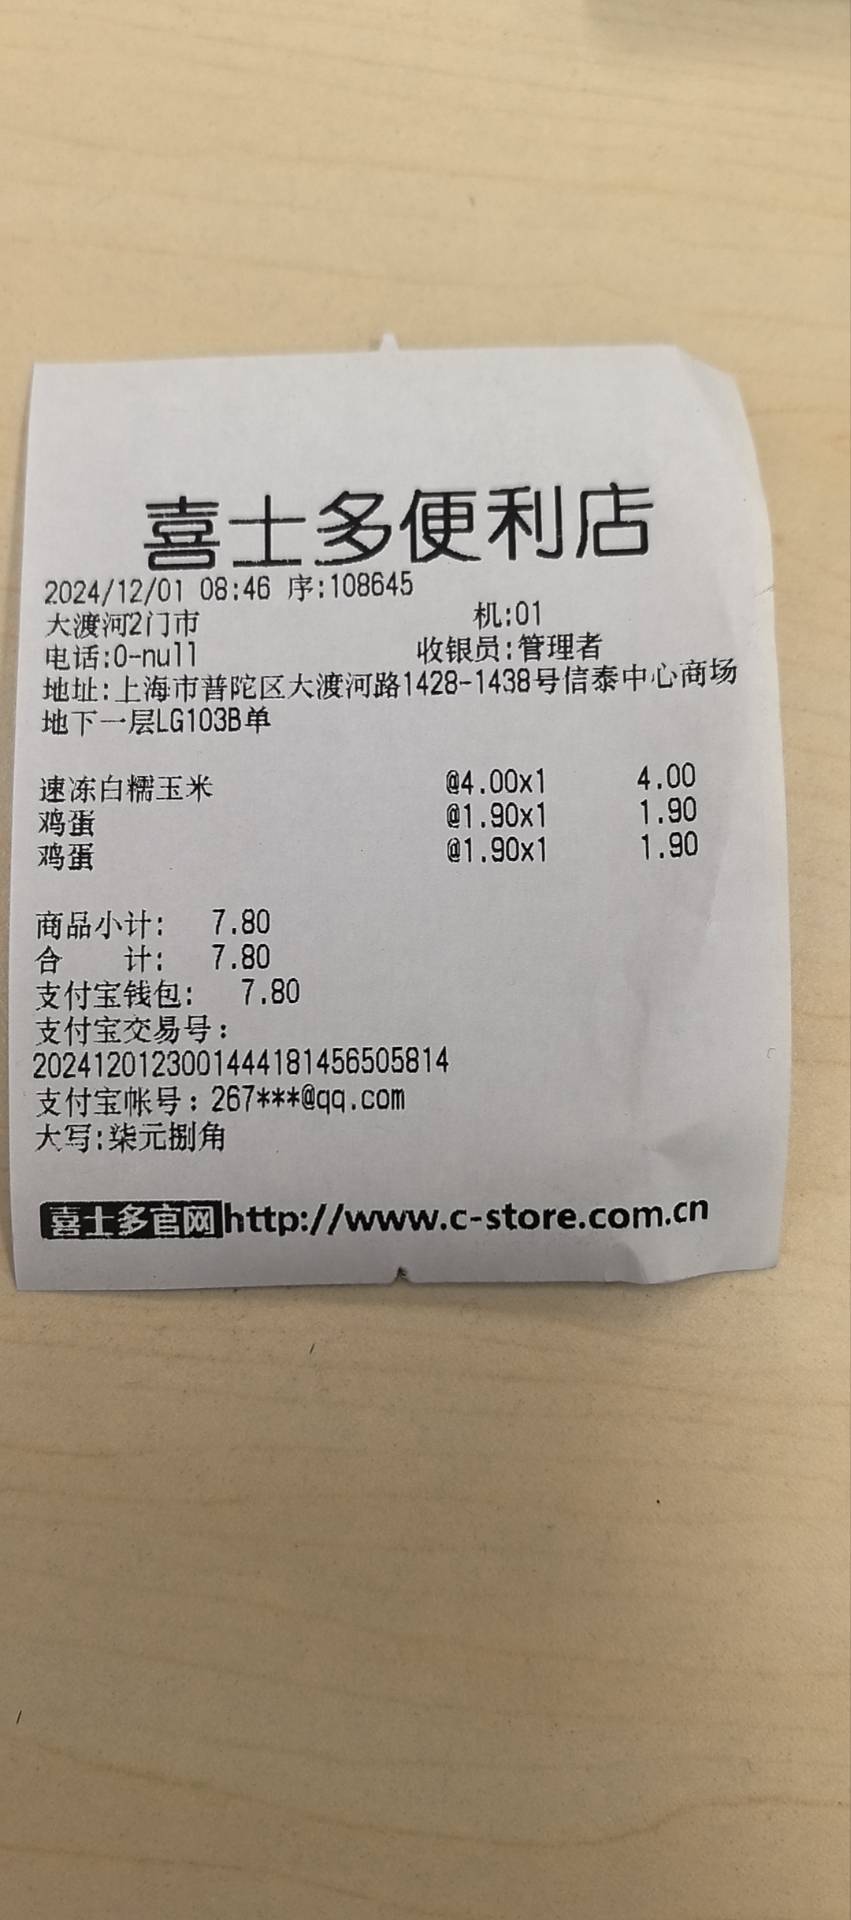 喜士多便利店
2024/12/01 08:46 序:108645
大渡河2门市 机:01
电话:0-null 收银员:管理者
地址:上海市普陀区大渡河路1428-1438号信泰中心商场
地下一层LG103B单
速冻白糯玉米 @4.00x1 4.00
鸡蛋 @1.90x1 1.90
鸡蛋 @1.90x1 1.90
商品小计: 7.80
合 计: 7.80
支付宝钱包: 7.80
支付宝交易号:
2024120123001444181456505814
支付宝帐号:267***@qq.com
大写:柒元捌角
喜士多官网http://www.c-store.com.cn